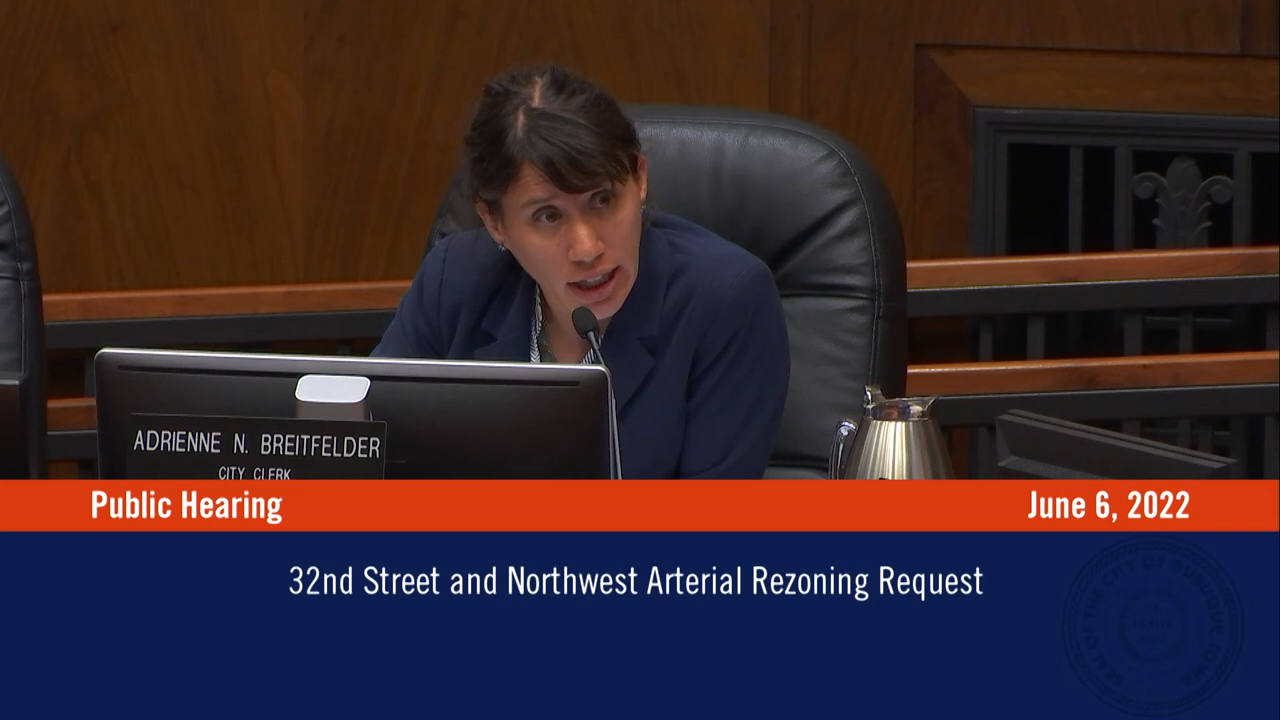 ADRIENNE N. BREITFELDER
CITY CLERK
Public Hearing
June 6, 2022
32nd Street and Northwest Arterial Rezoning Request